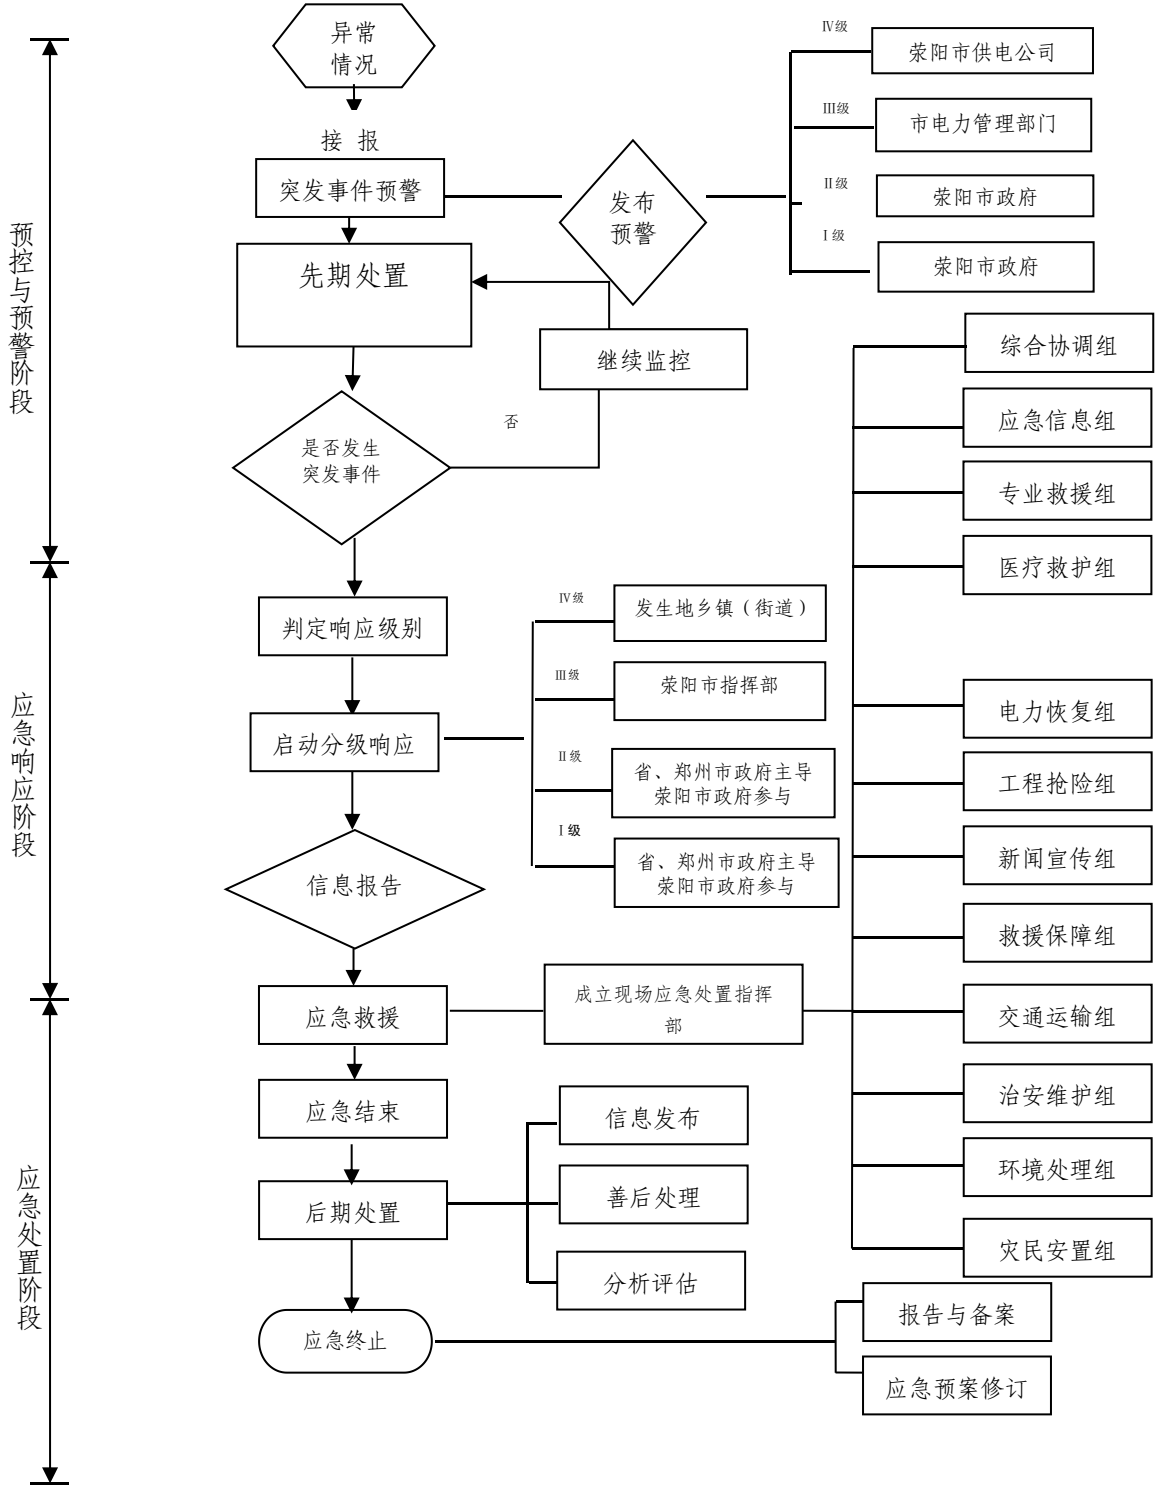 异常
情况
接 报
突发事件预警
发布
预警
IV级
荥阳市供电公司
III级
市电力管理部门
II级
荥阳市政府
I 级
荥阳市政府
先期处置
继续监控
是否发生
突发事件
否
预控与预警阶段
判定响应级别
启动分级响应
IV级
发生地乡镇（街道）
III级
荥阳市指挥部
II级
省、郑州市政府主导
荥阳市政府参与
I 级
省、郑州市政府主导
荥阳市政府参与
信息报告
应急响应阶段
应急救援
成立现场应急处置指挥
部
综合协调组
应急信息组
专业救援组
医疗救护组
电力恢复组
工程抢险组
新闻宣传组
救援保障组
交通运输组
治安维护组
环境处理组
灾民安置组
应急结束
后期处置
信息发布
善后处理
分析评估
应急终止
报告与备案
应急预案修订
应急处置阶段